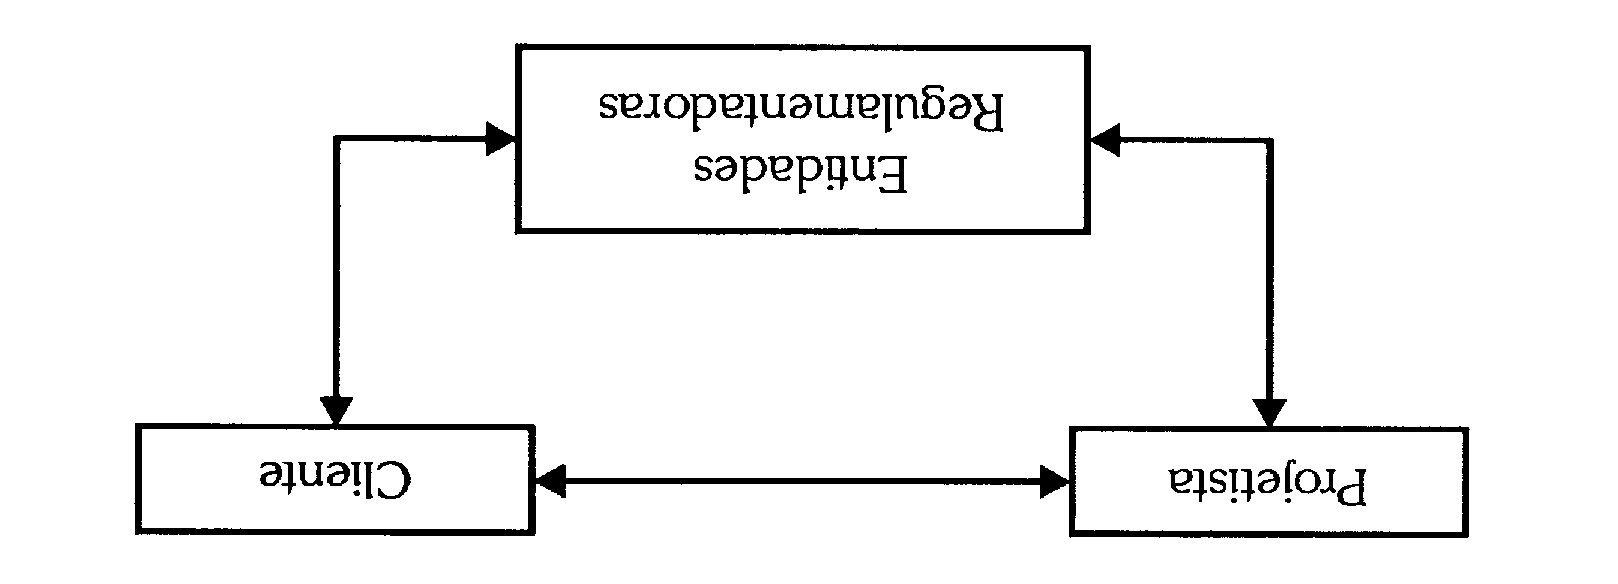 Projetista
Cliente
Entidades
Regulamentadoras